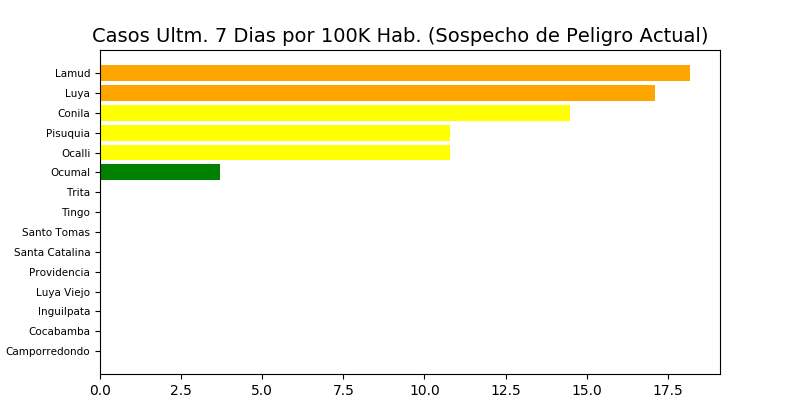 Casos Ultm. 7 Dias por 100K Hab. (Sospecho de Peligro Actual)
Lamud
Luya
Conila
Pisuquia
Ocalli
Ocumal
Trita
Tingo
Santo Tomas
Santa Catalina
Providencia
Luya Viejo
Inguilpata
Cocabamba
Camporredondo
0.0 2.5 5.0 7.5 10.0 12.5 15.0 17.5